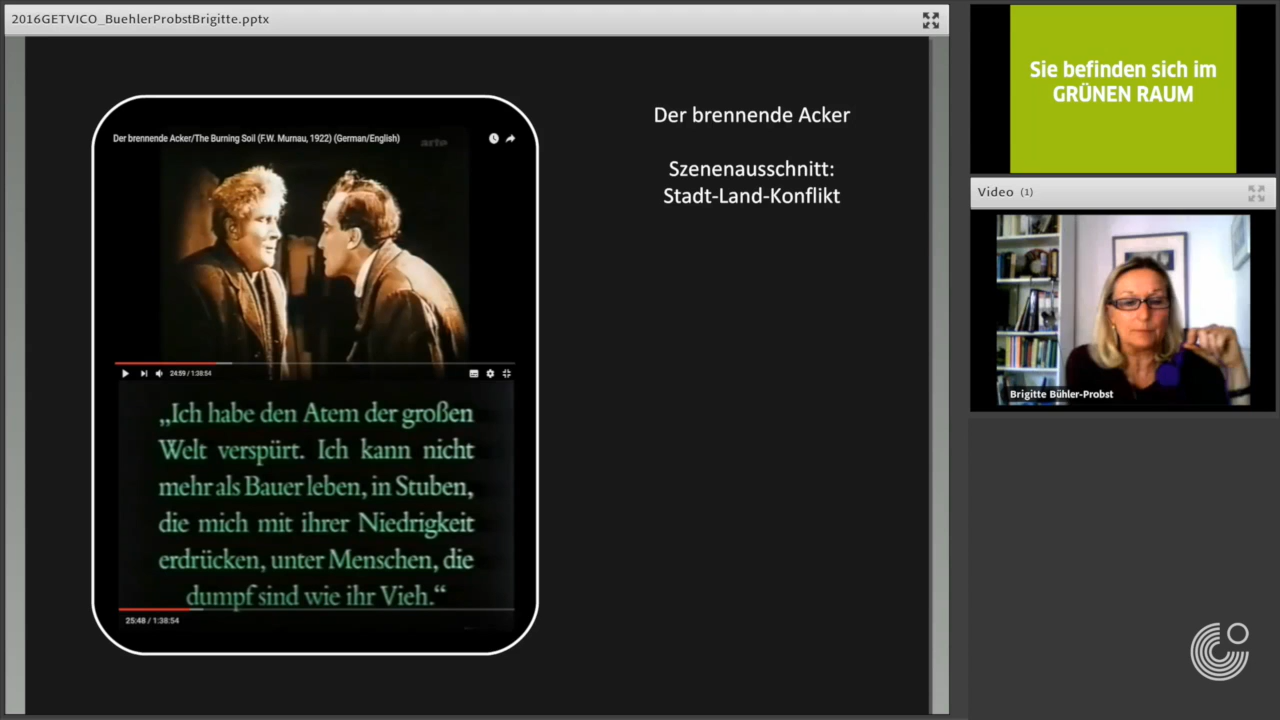 2016GETVICO_BuehlerProbstBrigitte.pptx
Der brennende Acker/The Burning Soil (F.W. Murnau, 1922) (German/English)
arte
24:59 / 1:38:54
„Ich habe den Atem der großen
Welt verspürt. Ich kann nicht
mehr als Bauer leben, in Stuben,
die mich mit ihrer Niedrigkeit
erdrücken, unter Menschen, die
dumpf sind wie ihr Vieh.“
25:48 / 1:38:54
Der brennende Acker
Szenenausschnitt:
Stadt-Land-Konflikt
Sie befinden sich im
GRÜNEN RAUM
Video (1)
Brigitte Bühler-Probst